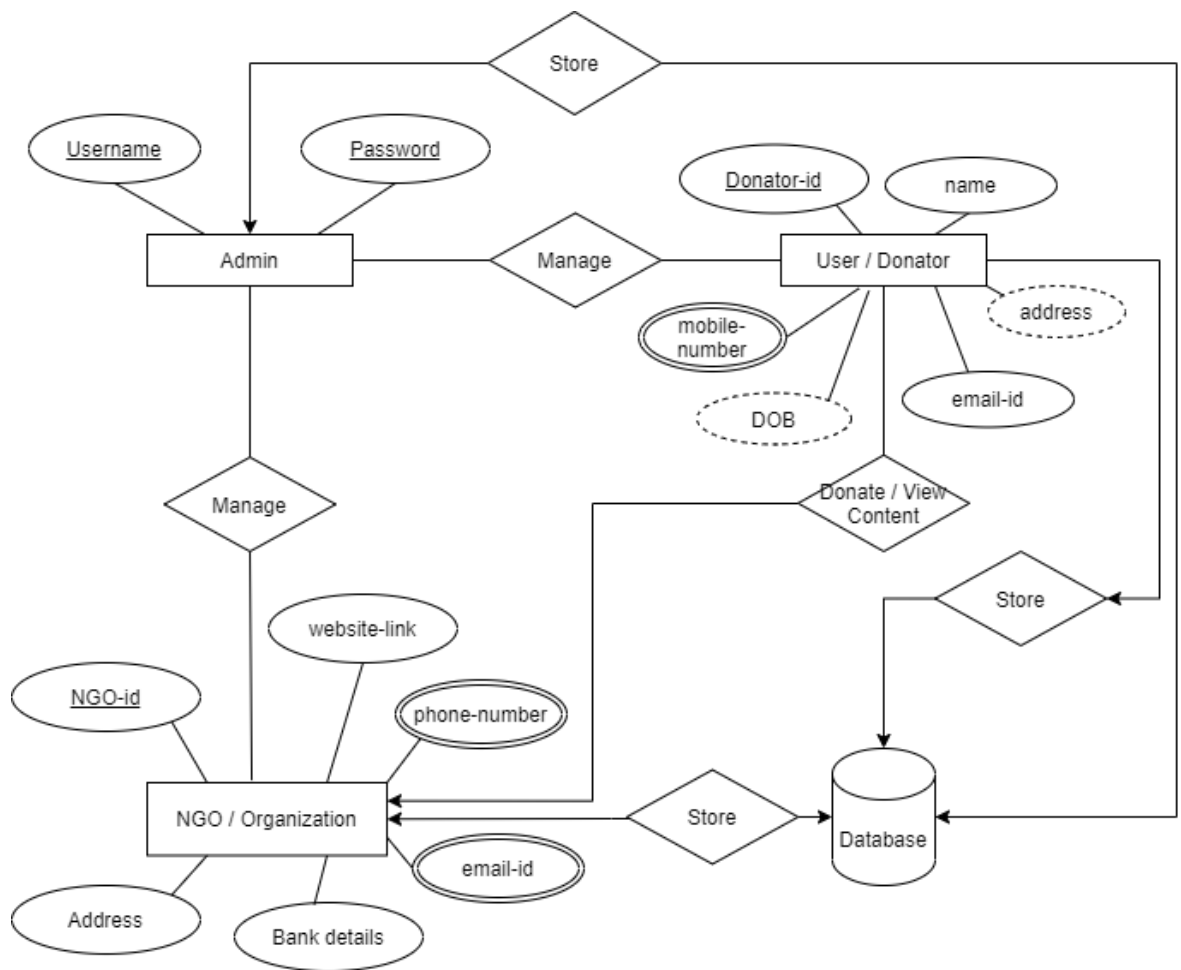 Store
Username
Password
Donator-id
name
Admin
Manage
User / Donator
mobile-
number
address
DOB
email-id
Manage
Donate / View
Content
Store
website-link
NGO-id
phone-number
NGO / Organization
Store
Database
email-id
Address
Bank details